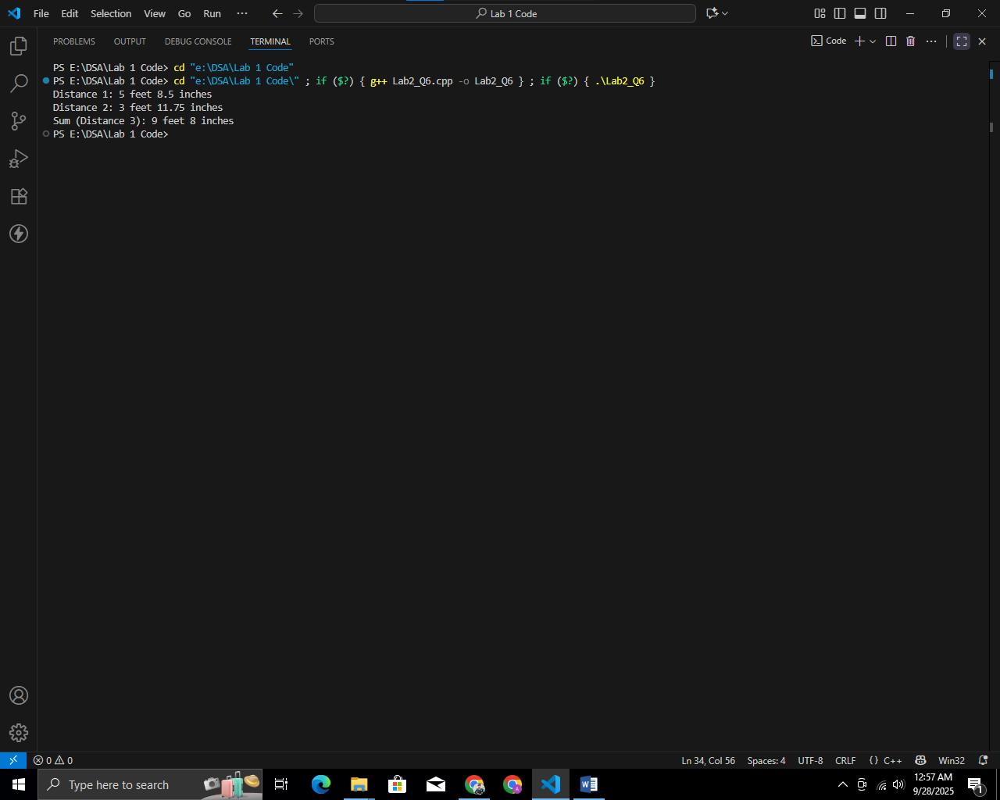 File Edit Selection View Go Run ··· Lab 1 Code
PROBLEMS OUTPUT DEBUG CONSOLE TERMINAL PORTS Code
PS E:\DSA\Lab 1 Code> cd "e:\DSA\Lab 1 Code"
PS E:\DSA\Lab 1 Code> cd "e:\DSA\Lab 1 Code\" ; if ($?) { g++ Lab2_Q6.cpp -o Lab2_Q6 } ; if ($?) { .\Lab2_Q6 }
Distance 1: 5 feet 8.5 inches
Distance 2: 3 feet 11.75 inches
Sum (Distance 3): 9 feet 8 inches
PS E:\DSA\Lab 1 Code>
0 0 Ln 34, Col 56 Spaces: 4 UTF-8 CRLF {} C++ Win32
Type here to search
12:57 AM
9/28/2025
1